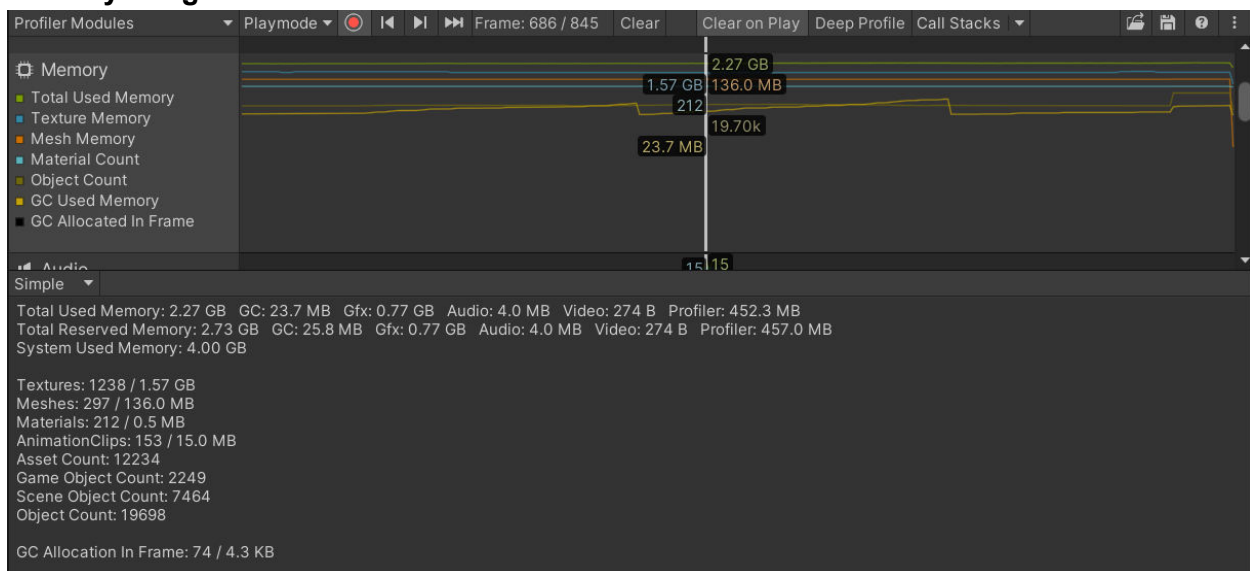 Profiler Modules Playmode Frame: 686 / 845 Clear Clear on Play Deep Profile Call Stacks
Memory
Total Used Memory
Texture Memory
Mesh Memory
Material Count
Object Count
GC Used Memory
GC Allocated In Frame
2.27 GB
1.57 GB 136.0 MB
212
19.70k
23.7 MB
Audio
15 15
Simple
Total Used Memory: 2.27 GB GC: 23.7 MB Gfx: 0.77 GB Audio: 4.0 MB Video: 274 B Profiler: 452.3 MB
Total Reserved Memory: 2.73 GB GC: 25.8 MB Gfx: 0.77 GB Audio: 4.0 MB Video: 274 B Profiler: 457.0 MB
System Used Memory: 4.00 GB
Textures: 1238 / 1.57 GB
Meshes: 297 / 136.0 MB
Materials: 212 / 0.5 MB
AnimationClips: 153 / 15.0 MB
Asset Count: 12234
Game Object Count: 2249
Scene Object Count: 7464
Object Count: 19698
GC Allocation In Frame: 74 / 4.3 KB